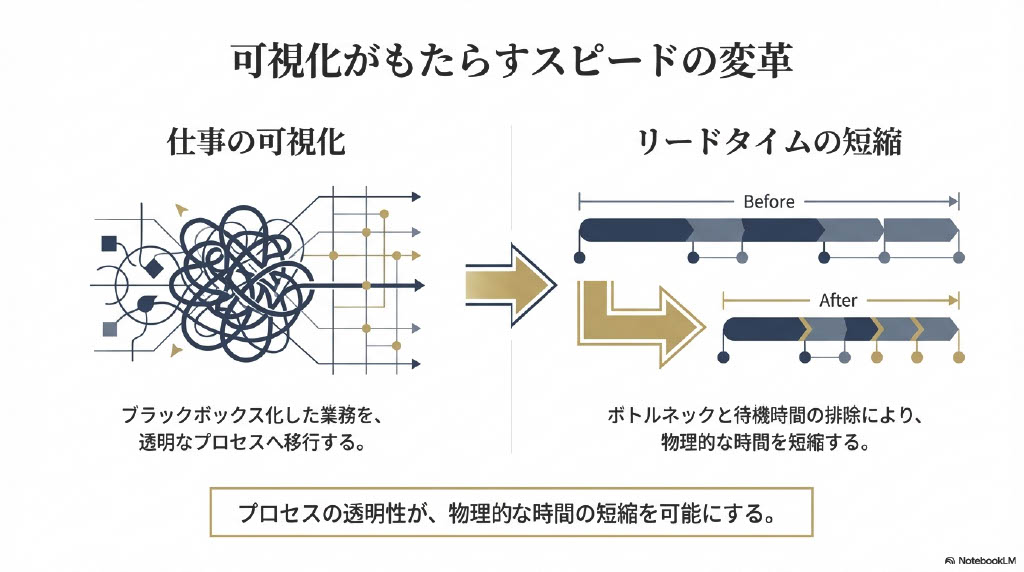 可視化がもたらすスピードの変革
仕事の可視化
ブラックボックス化した業務を、
透明なプロセスへ移行する。
リードタイムの短縮
Before
After
ボトルネックと待機時間の排除により、
物理的な時間を短縮する。
プロセスの透明性が、物理的な時間の短縮を可能にする。
NotebookLM